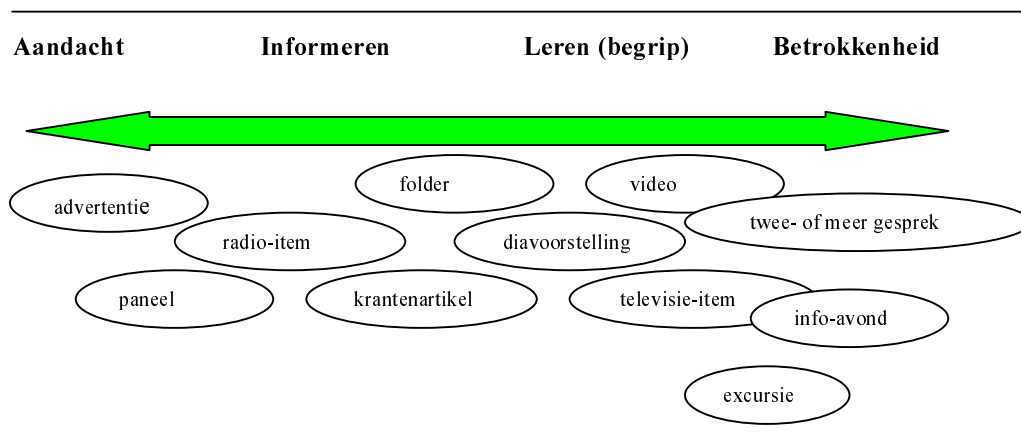 Aandacht Informeren Leren (begrip) Betrokkenheid
folder video
advertentie twee- of meer gesprek
radio-item diavoorstelling
paneel krantenartikel televisie-item
info-avond
excursie